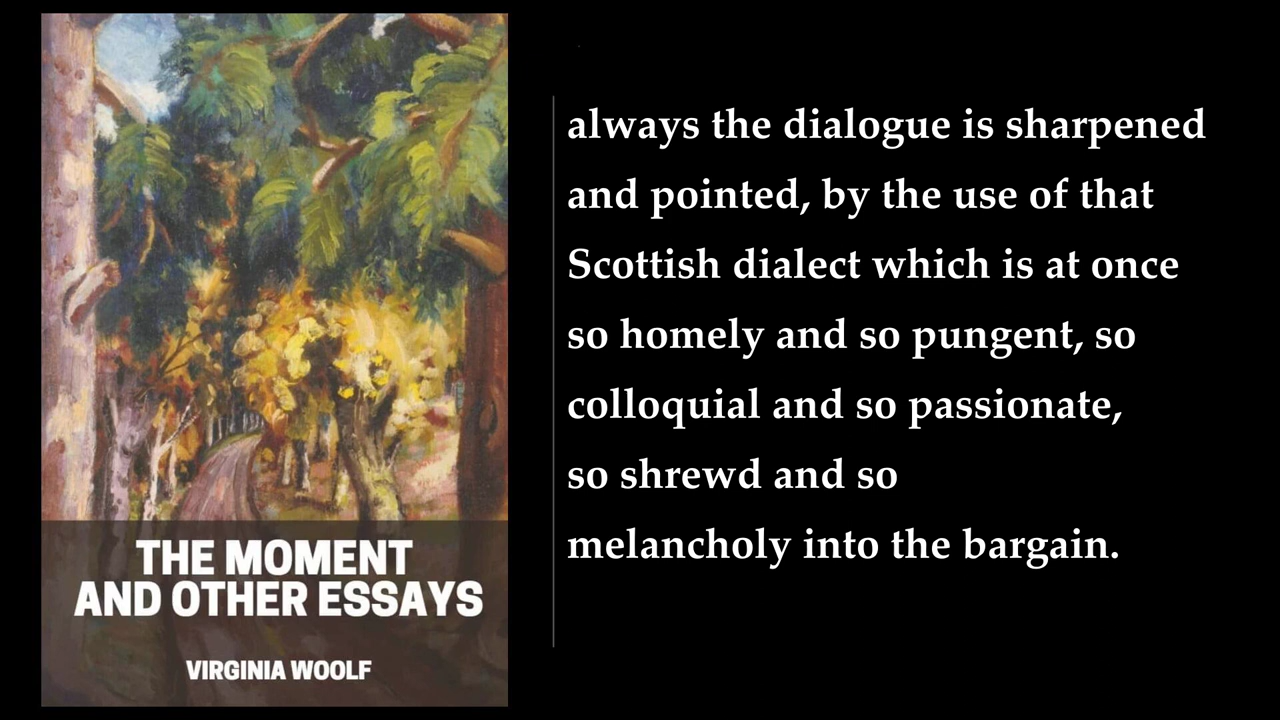 THE MOMENT
AND OTHER ESSAYS
VIRGINIA WOOLF
always the dialogue is sharpened
and pointed, by the use of that
Scottish dialect which is at once
so homely and so pungent, so
colloquial and so passionate,
so shrewd and so
melancholy into the bargain.